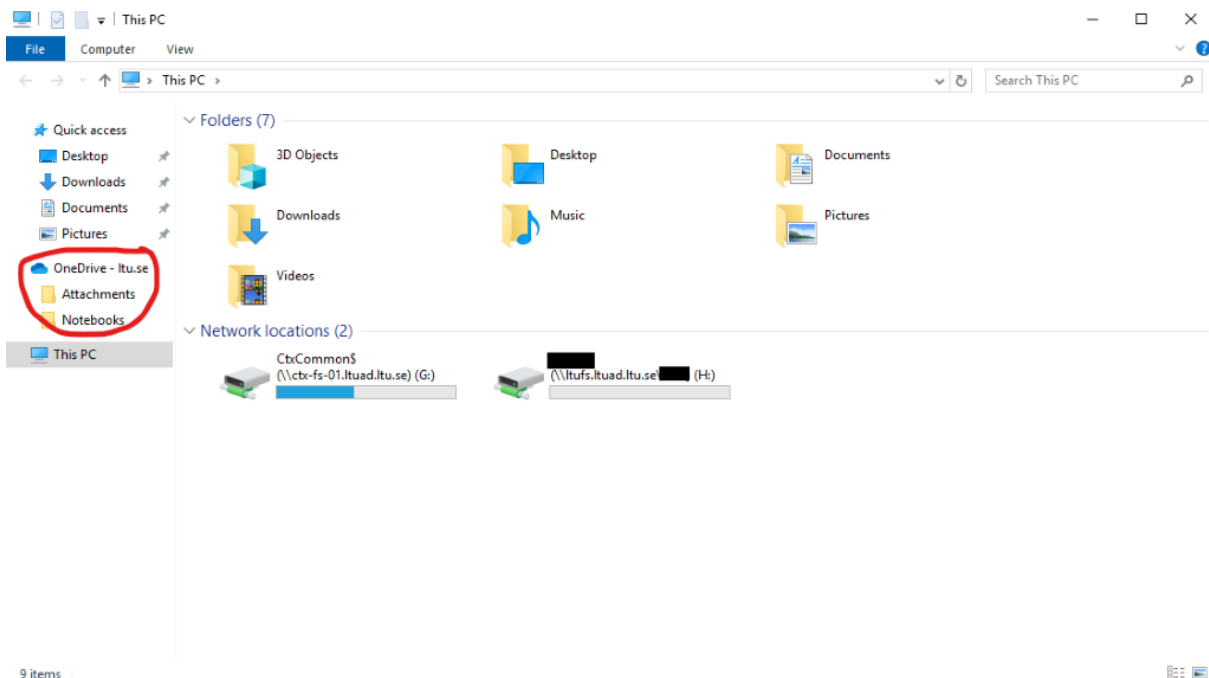 This PC
File Computer View
This PC
Search This PC
Quick access
Desktop
Downloads
Documents
Pictures
OneDrive - ltu.se
Attachments
Notebooks
This PC
Folders (7)
3D Objects
Desktop
Documents
Downloads
Music
Pictures
Videos
Network locations (2)
CtxCommon$
(\\ctx-fs-01.ltuad.ltu.se) (G:)
(\\ltufs.ltuad.ltu.se\ (H:)
9 items